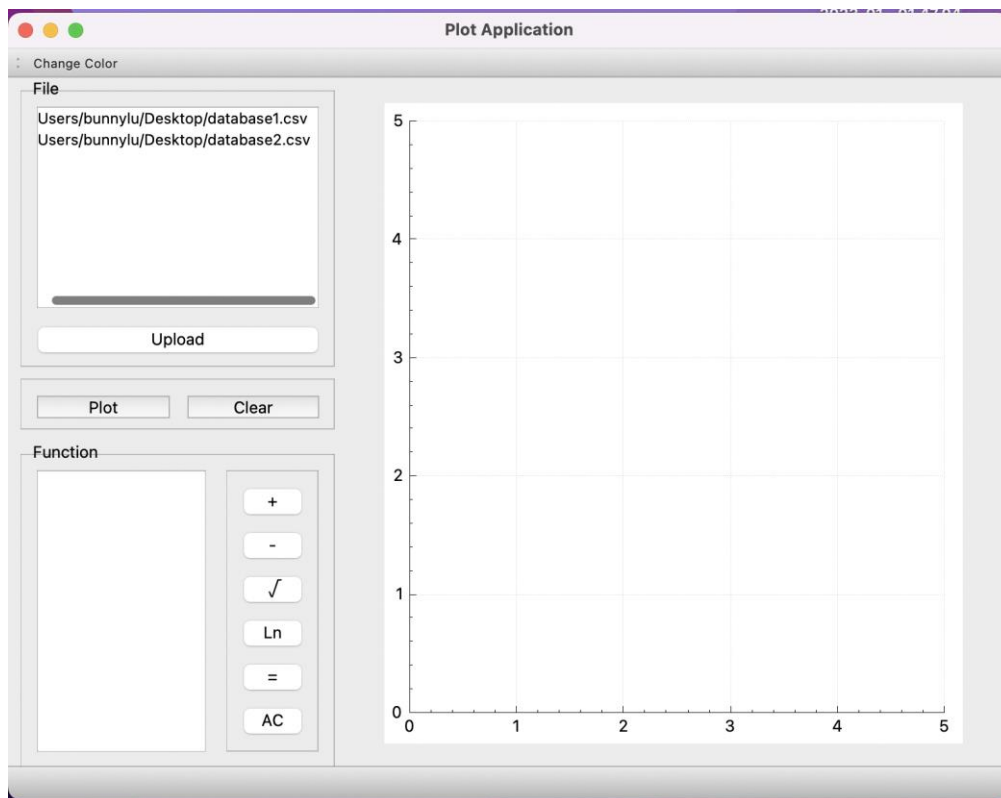 Plot Application
Change Color
File
Users/bunnylu/Desktop/database1.csv
Users/bunnylu/Desktop/database2.csv
Upload
Plot Clear
Function
+
-
√
Ln
=
AC
5
4
3
2
1
0
0 1 2 3 4 5